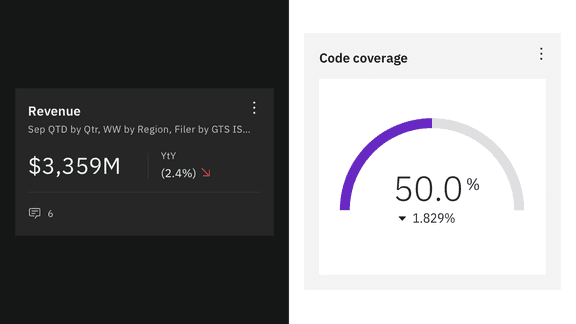 Revenue
Sep QTD by Qtr, WW by Region, Filer by GTS IS...
$3,359M
YtY
(2.4%)
6
Code coverage
50.0%
1.829%